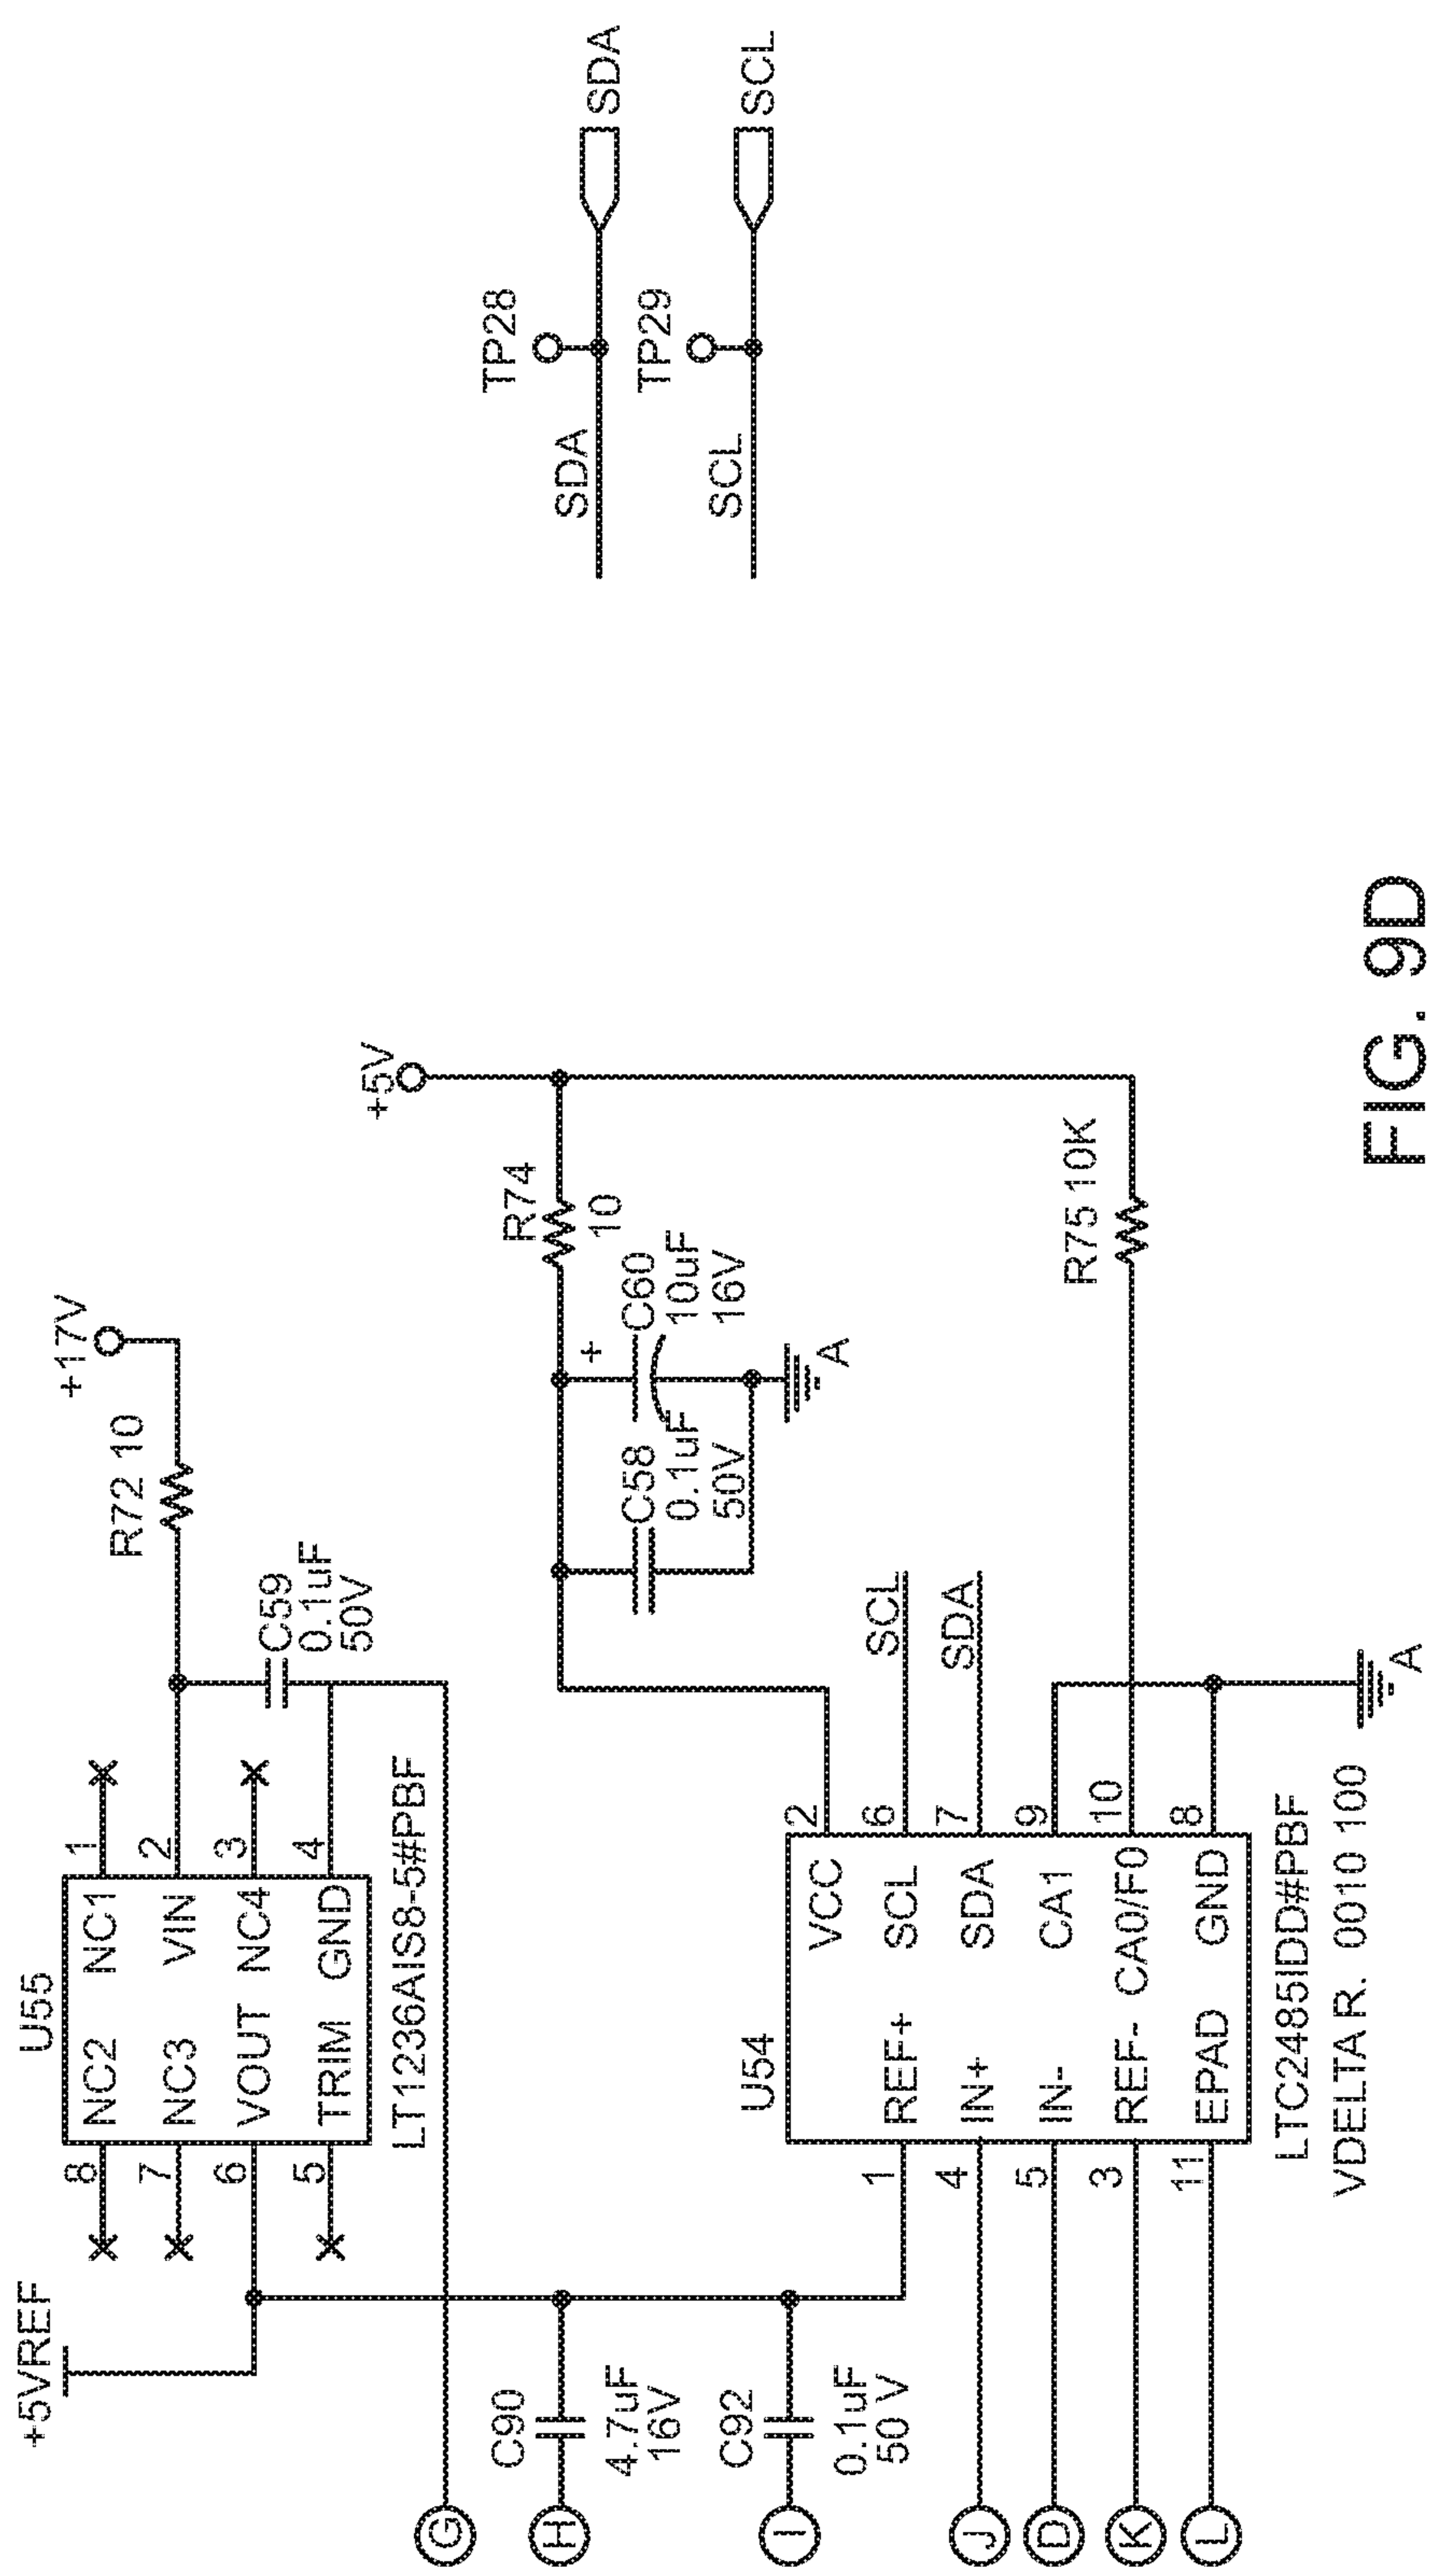 +5VREF
U55
8 NC2 NC1 1
7 NC3 VIN 2
6 VOUT NC4 3
5 TRIM GND 4
LT1236AIS8-5#PBF
R72 10
+17V
C59
0.1uF
50V
G
C90
4.7uF
16V
H
C92
0.1uF
50 V
I
+5V
R74
10
C58
0.1uF
50V
+
C60
10uF
16V
A
SCL
SDA
R75 10K
U54
VCC 2
1 REF+ SCL 6
4 IN+ SDA 7
5 IN- CA1 9
3 REF- CA0/F0 10
11 EPAD GND 8
LTC2485IDD#PBF
VDELTA R. 0010 100
A
J
D
K
L
SDA
TP28
SDA
SCL
TP29
SCL
FIG. 9D